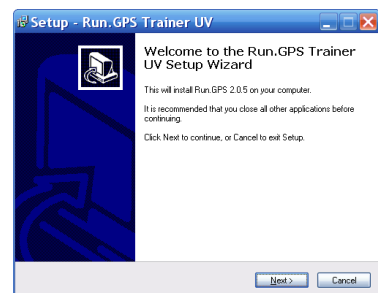 Setup - Run.GPS Trainer UV
Welcome to the Run.GPS Trainer
UV Setup Wizard
This will install Run.GPS 2.0.5 on your computer.
It is recommended that you close all other applications before
continuing.
Click Next to continue, or Cancel to exit Setup.
Next > Cancel